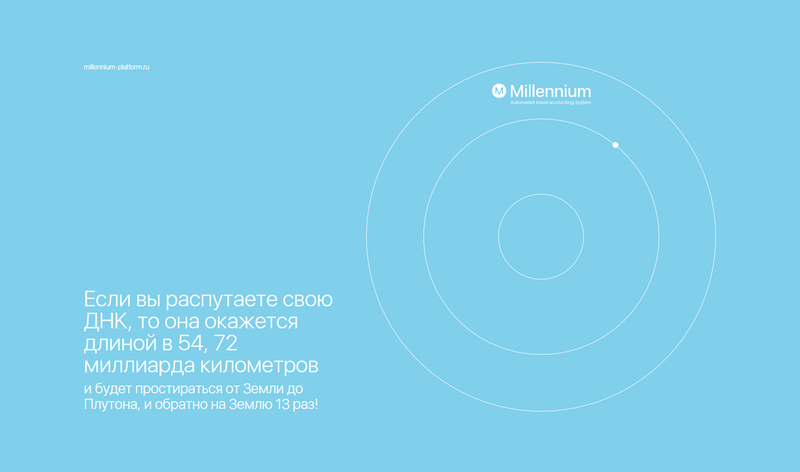 millennium-platform.ru
M Millennium
Automated travel accounting system
Если вы распутаете свою
ДНК, то она окажется
длиной в 54, 72
миллиарда километров
и будет простираться от Земли до
Плутона, и обратно на Землю 13 раз!